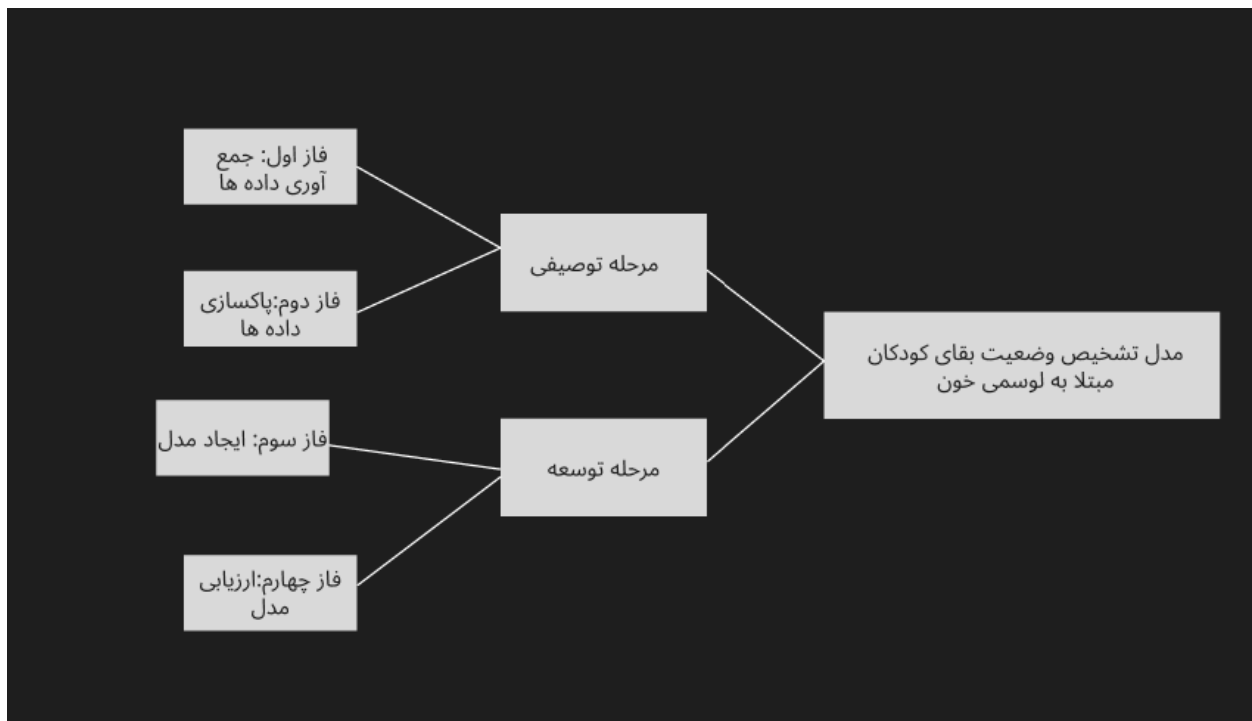 مدل تشخیص وضعیت بقای کودکان
مبتلا به لوسمی خون
مرحله توصیفی
فاز اول: جمع
آوری داده ها
فاز دوم:پاکسازی
داده ها
مرحله توسعه
فاز سوم: ایجاد مدل
فاز چهارم:ارزیابی
مدل